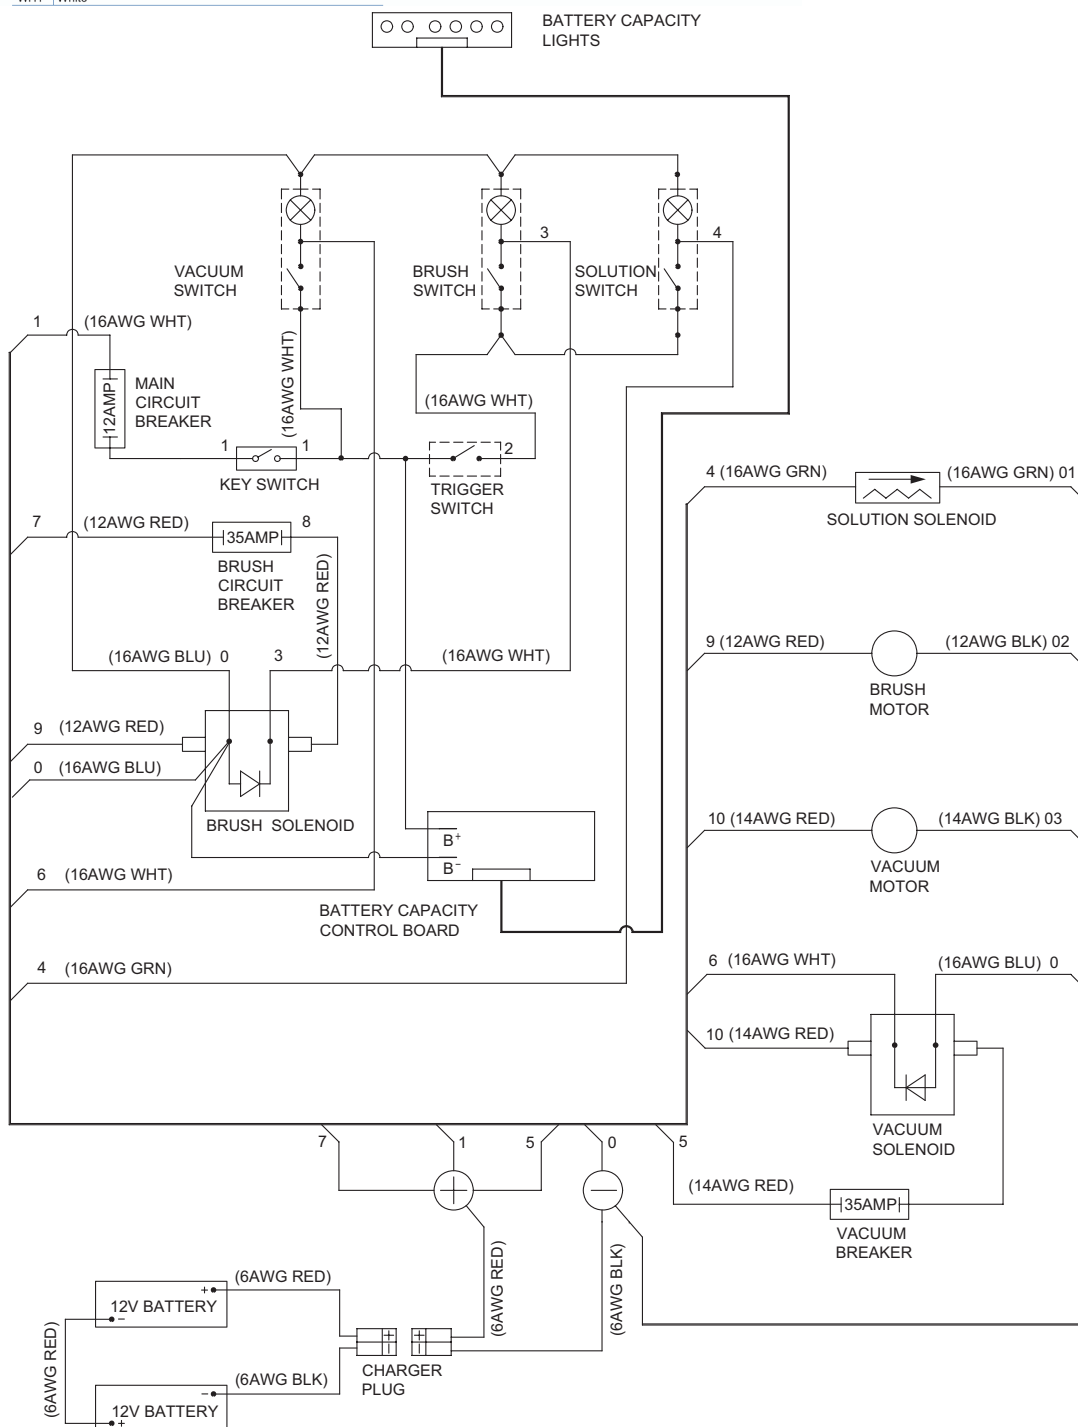 White
BATTERY CAPACITY
LIGHTS
3
4
VACUUM
SWITCH
BRUSH
SWITCH
SOLUTION
SWITCH
1 (16AWG WHT)
(16AWG WHT)
12AMP
MAIN
CIRCUIT
BREAKER
(16AWG WHT)
1
1
2
KEY SWITCH
TRIGGER
SWITCH
4 (16AWG GRN)
(16AWG GRN) 01
SOLUTION SOLENOID
7 (12AWG RED)
8
35AMP
BRUSH
CIRCUIT
BREAKER
(12AWG RED)
(16AWG BLU) 0
3
(16AWG WHT)
9 (12AWG RED)
(12AWG BLK) 02
BRUSH
MOTOR
9 (12AWG RED)
0 (16AWG BLU)
BRUSH SOLENOID
B+
B−
10 (14AWG RED)
(14AWG BLK) 03
VACUUM
MOTOR
6 (16AWG WHT)
BATTERY CAPACITY
CONTROL BOARD
4 (16AWG GRN)
6 (16AWG WHT)
(16AWG BLU) 0
10 (14AWG RED)
VACUUM
SOLENOID
7
1
5
0
5
+
−
(14AWG RED)
35AMP
VACUUM
BREAKER
(6AWG RED)
(6AWG BLK)
(6AWG RED)
+
12V BATTERY
−
(6AWG RED)
+ +
− −
CHARGER
PLUG
(6AWG BLK)
−
12V BATTERY
+